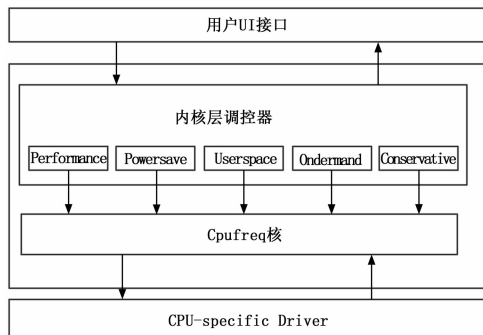 用户UI接口
内核层调控器
Performance Powersave Userspace Ondermand Conservative
Cpufreq核
CPU-specific Driver